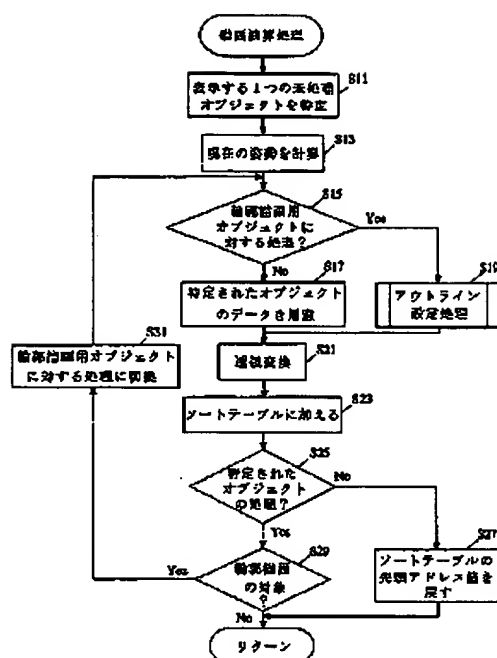 描画演算処理
S11
表示する1つの未処理
オブジェクトを特定
S13
現在の姿勢を計算
S15
輪郭描画用
オブジェクトに
対する処理?
Yes
No
S17
特定されたオブジェクト
のデータを用意
S19
アウトライン
設定処理
S31
輪郭描画用オブジェクト
に対する処理に切換
S21
透視変換
S23
ソートテーブルに加える
S25
特定された
オブジェクト
の処理?
No
Yes
S27
ソートテーブルの
先頭アドレス値を
戻す
S29
輪郭描画
の対象
?
Yes
No
リターン